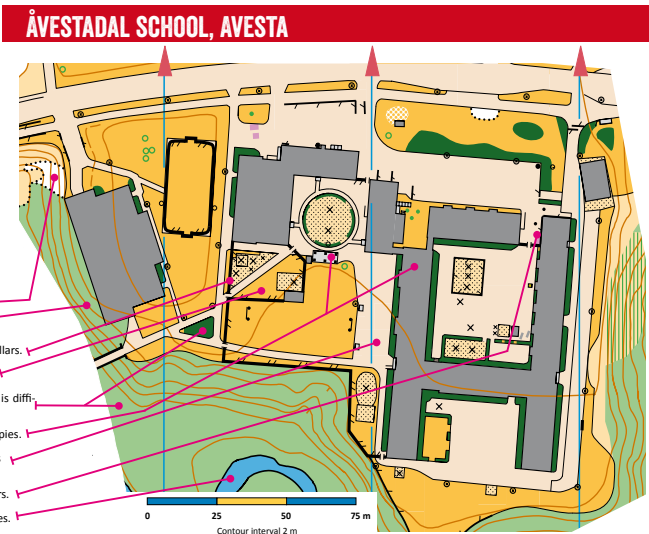 ÅVESTADAL SCHOOL, AVESTA
llars.
is diffi-
pies.
rs.
es.
0 25 50 75 m
Contour interval 2 m